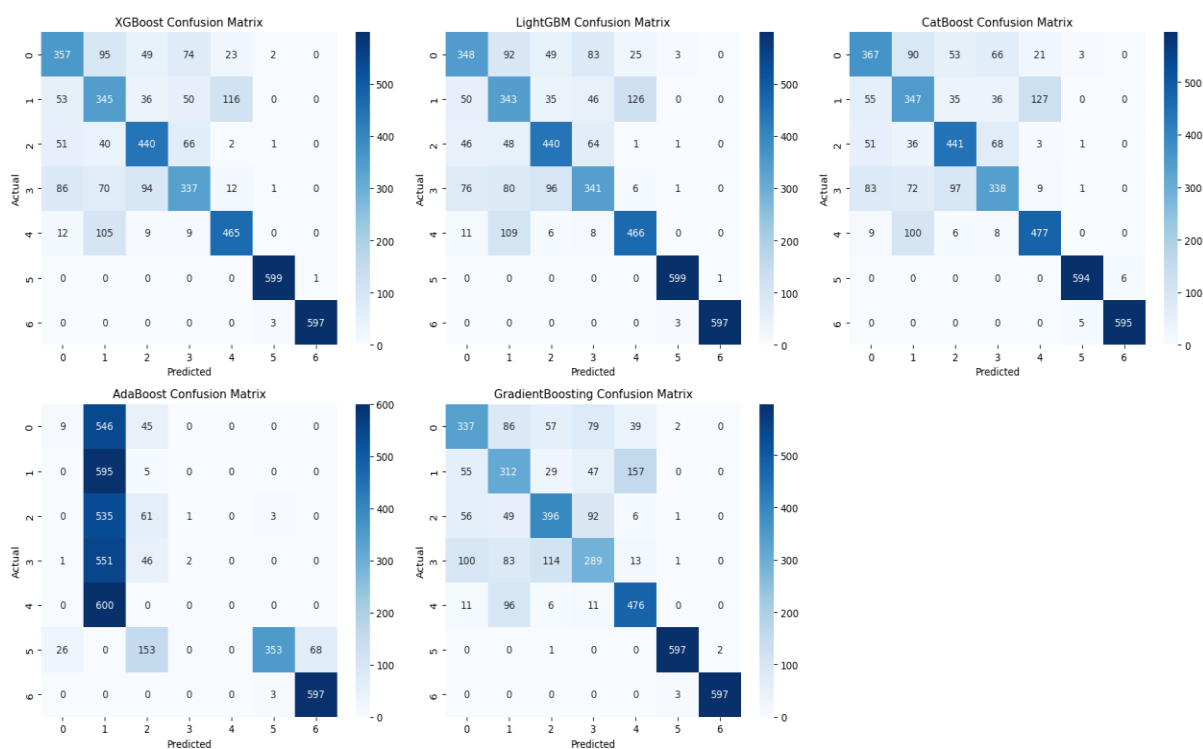 XGBoost Confusion Matrix
0 357 95 49 74 23 2 0
1 53 345 36 50 116 0 0
2 51 40 440 66 2 1 0
3 86 70 94 337 12 1 0
4 12 105 9 9 465 0 0
5 0 0 0 0 0 599 1
6 0 0 0 0 0 3 597
0 1 2 3 4 5 6
Predicted
Actual
500
400
300
200
100
0
LightGBM Confusion Matrix
0 348 92 49 83 25 3 0
1 50 343 35 46 126 0 0
2 46 48 440 64 1 1 0
3 76 80 96 341 6 1 0
4 11 109 6 8 466 0 0
5 0 0 0 0 0 599 1
6 0 0 0 0 0 3 597
0 1 2 3 4 5 6
Predicted
Actual
500
400
300
200
100
0
CatBoost Confusion Matrix
0 367 90 53 66 21 3 0
1 55 347 35 36 127 0 0
2 51 36 441 68 3 1 0
3 83 72 97 338 9 1 0
4 9 100 6 8 477 0 0
5 0 0 0 0 0 594 6
6 0 0 0 0 0 5 595
0 1 2 3 4 5 6
Predicted
Actual
500
400
300
200
100
0
AdaBoost Confusion Matrix
0 9 546 45 0 0 0 0
1 0 595 5 0 0 0 0
2 0 535 61 1 0 3 0
3 1 551 46 2 0 0 0
4 0 600 0 0 0 0 0
5 26 0 153 0 0 353 68
6 0 0 0 0 0 3 597
0 1 2 3 4 5 6
Predicted
Actual
600
500
400
300
200
100
0
GradientBoosting Confusion Matrix
0 337 86 57 79 39 2 0
1 55 312 29 47 157 0 0
2 56 49 396 92 6 1 0
3 100 83 114 289 13 1 0
4 11 96 6 11 476 0 0
5 0 0 1 0 0 597 2
6 0 0 0 0 0 3 597
0 1 2 3 4 5 6
Predicted
Actual
500
400
300
200
100
0